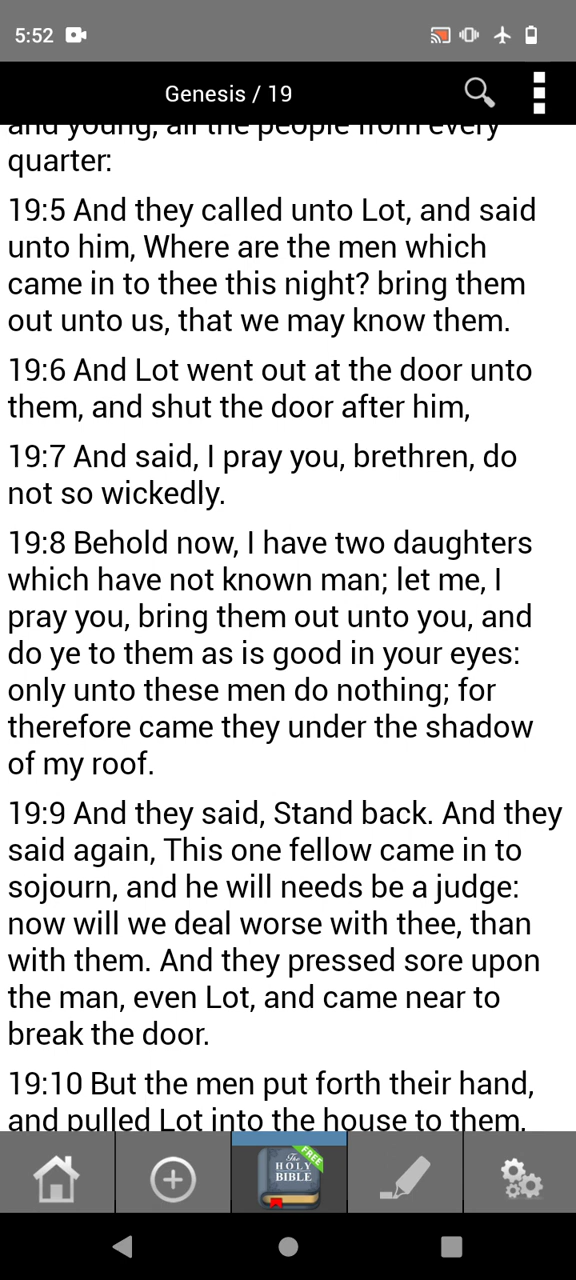 5:52
Genesis / 19
and young, all the people from every
quarter:
19:5 And they called unto Lot, and said
unto him, Where are the men which
came in to thee this night? bring them
out unto us, that we may know them.
19:6 And Lot went out at the door unto
them, and shut the door after him,
19:7 And said, I pray you, brethren, do
not so wickedly.
19:8 Behold now, I have two daughters
which have not known man; let me, I
pray you, bring them out unto you, and
do ye to them as is good in your eyes:
only unto these men do nothing; for
therefore came they under the shadow
of my roof.
19:9 And they said, Stand back. And they
said again, This one fellow came in to
sojourn, and he will needs be a judge:
now will we deal worse with thee, than
with them. And they pressed sore upon
the man, even Lot, and came near to
break the door.
19:10 But the men put forth their hand,
and pulled Lot into the house to them,
FREE
The
HOLY
BIBLE